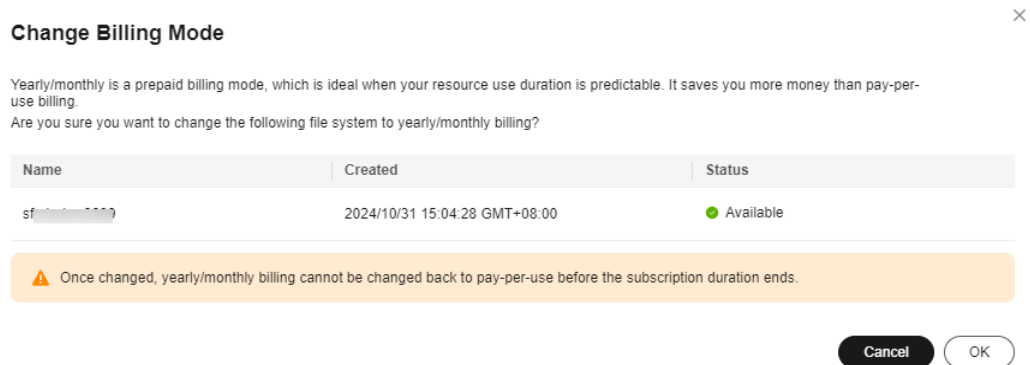 Change Billing Mode
Yearly/monthly is a prepaid billing mode, which is ideal when your resource use duration is predictable. It saves you more money than pay-per-
use billing.
Are you sure you want to change the following file system to yearly/monthly billing?
Name Created Status
2024/10/31 15:04:28 GMT+08:00 Available
Once changed, yearly/monthly billing cannot be changed back to pay-per-use before the subscription duration ends.
Cancel OK